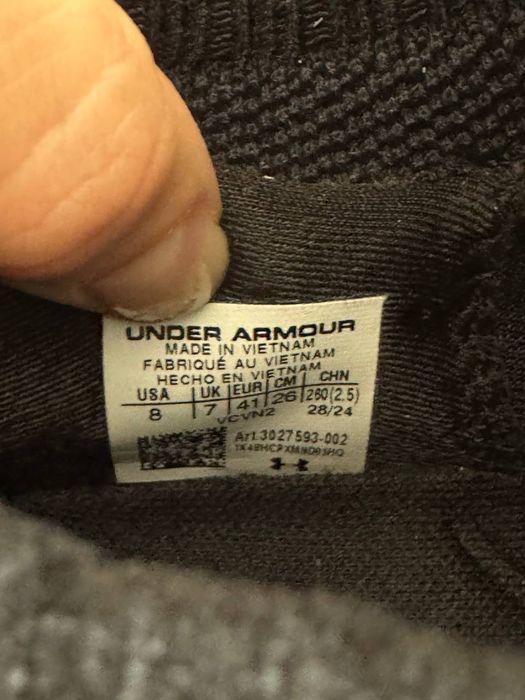 UNDER ARMOUR
MADE IN VIETNAM
FABRIQUÉ AU VIETNAM
HECHO EN VIETNAM
USA UK EUR CM CHN
8 7 41 26 260(2.5)
VCVN2 28/24
Art.3027593-002